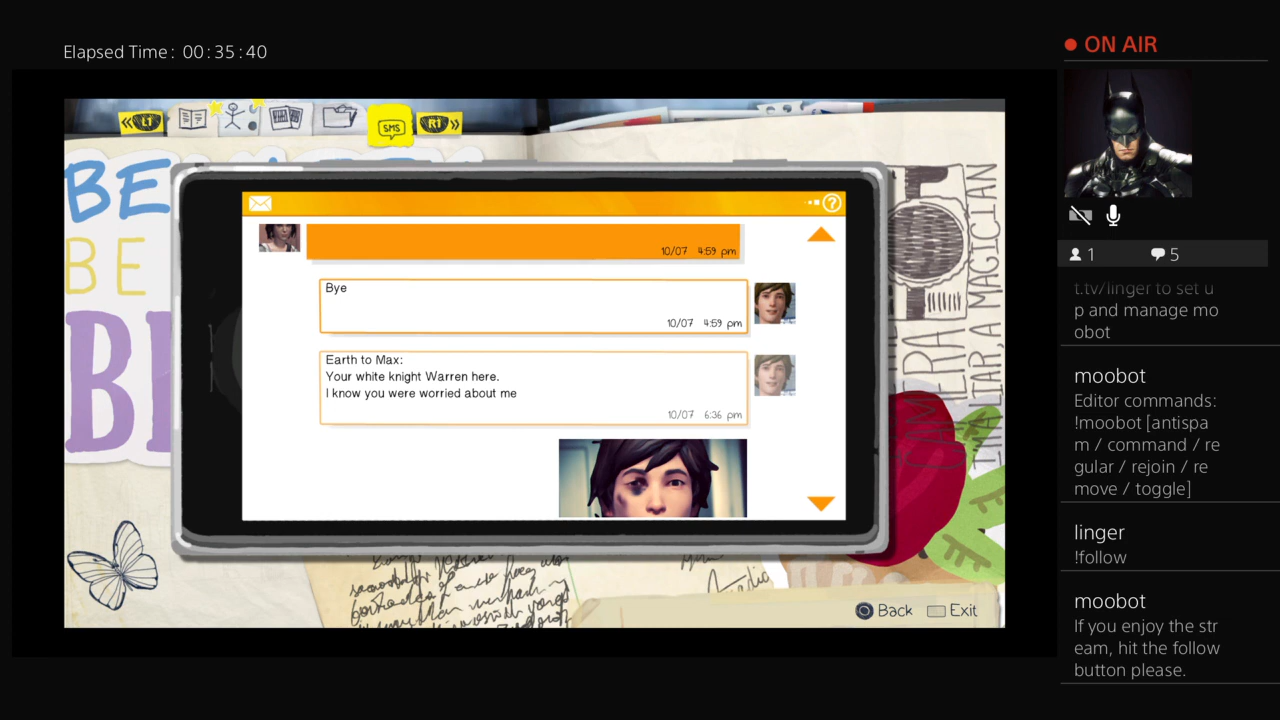 Elapsed Time: 00:35:40
ON AIR
L1
SMS
R1
BE
BE
10/07 4:59 pm
Bye
10/07 4:59 pm
Earth to Max:
Your white knight Warren here.
I know you were worried about me
10/07 6:36 pm
CAMERA
A MAGICIAN
Back
Exit
1
5
t.tv/linger to set u
p and manage mo
obot
moobot
Editor commands:
!moobot [antispa
m / command / re
gular / rejoin / re
move / toggle]
linger
!follow
moobot
If you enjoy the str
eam, hit the follow
button please.